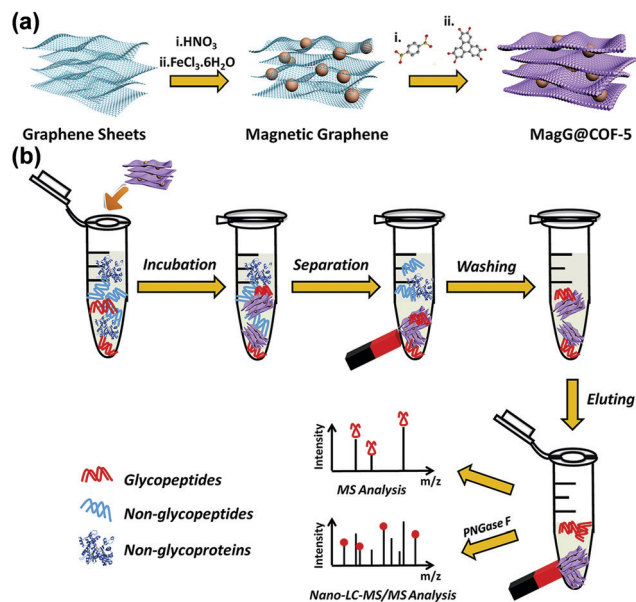 (a)
i.HNO3
ii.FeCl3.6H2O
i.
ii.
Graphene Sheets
Magnetic Graphene
MagG@COF-5
(b)
Incubation
Separation
Washing
Eluting
Intensity
MS Analysis
m/z
PNGase F
Intensity
m/z
Nano-LC-MS/MS Analysis
Glycopeptides
Non-glycopeptides
Non-glycoproteins